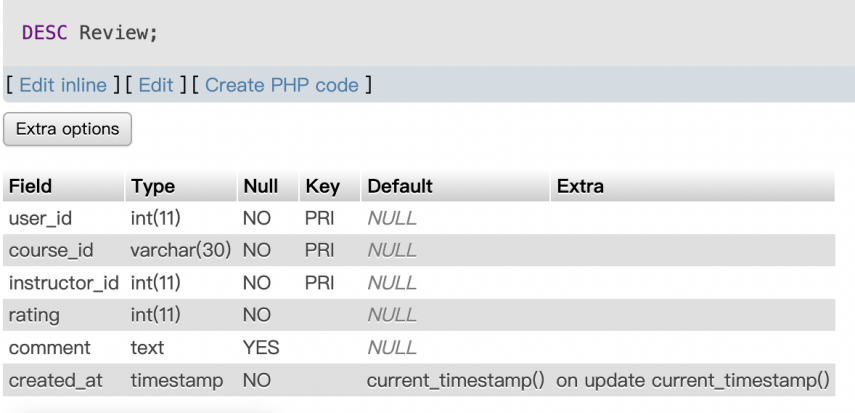 DESC Review;
[ Edit inline ] [ Edit ] [ Create PHP code ]
Extra options
Field Type Null Key Default Extra
user_id int(11) NO PRI NULL
course_id varchar(30) NO PRI NULL
instructor_id int(11) NO PRI NULL
rating int(11) NO NULL
comment text YES NULL
created_at timestamp NO current_timestamp() on update current_timestamp()